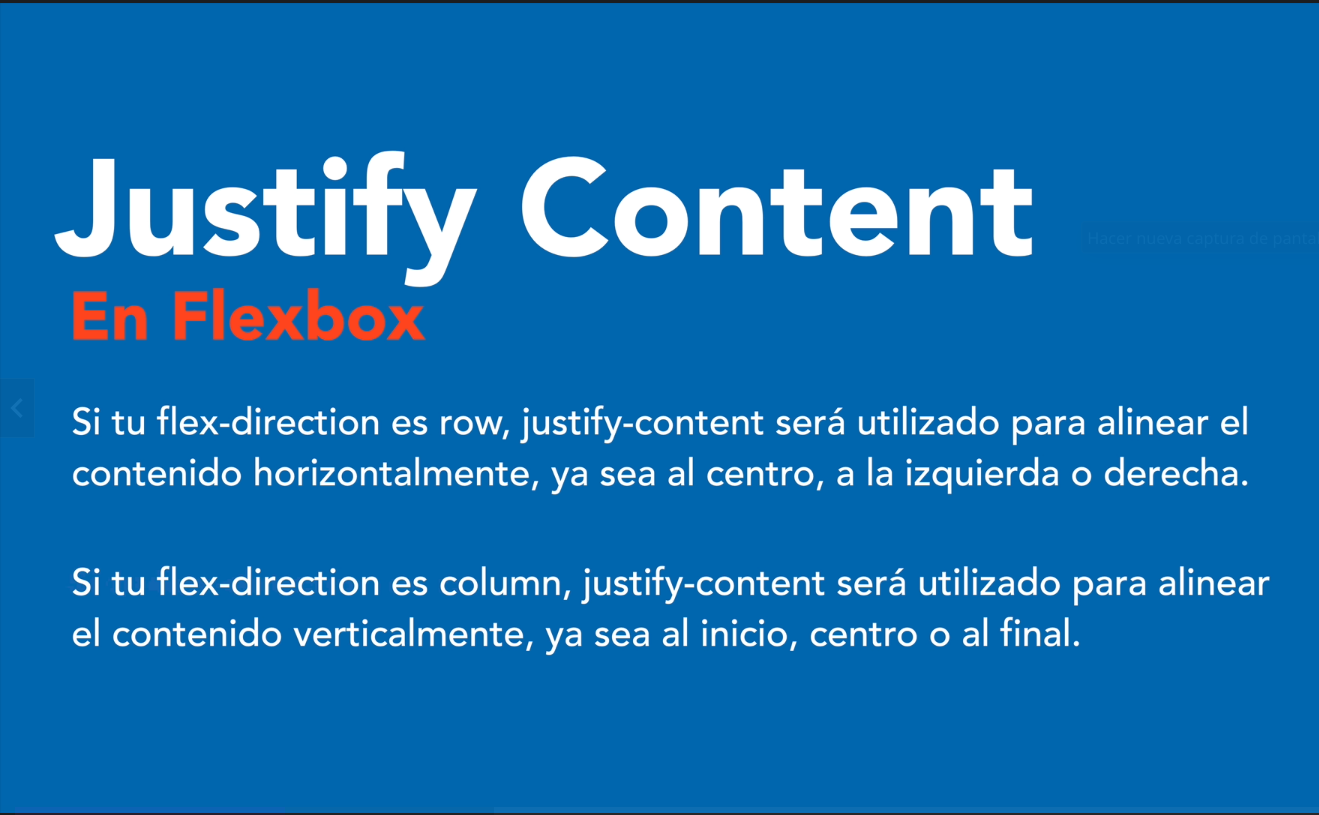 Justify Content
Hacer nueva captura de panta
En Flexbox
Si tu flex-direction es row, justify-content será utilizado para alinear el
contenido horizontalmente, ya sea al centro, a la izquierda o derecha.
Si tu flex-direction es column, justify-content será utilizado para alinear
el contenido verticalmente, ya sea al inicio, centro o al final.